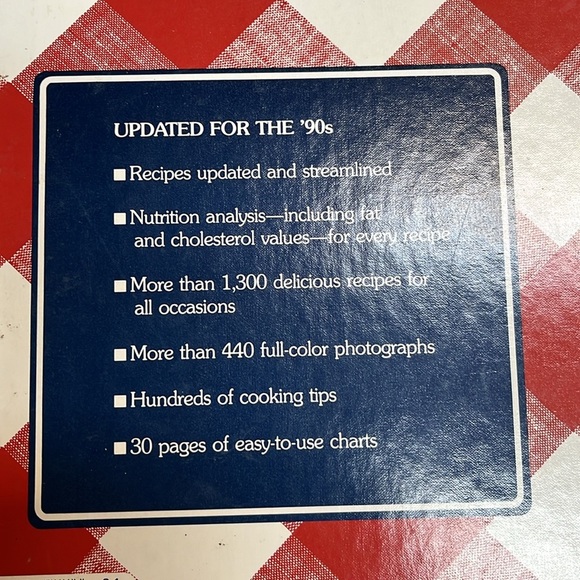 UPDATED FOR THE '90s
■ Recipes updated and streamlined
■ Nutrition analysis—including fat
and cholesterol values—for every recipe
■ More than 1,300 delicious recipes for
all occasions
■ More than 440 full-color photographs
■ Hundreds of cooking tips
■ 30 pages of easy-to-use charts